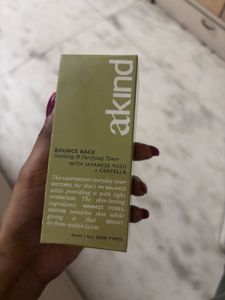 akind
BOUNCE BACK
Soothing & Purifying Toner
WITH JAPANESE YUZU
+ CENTELLA
This LIGHTWEIGHT everyday toner
RESTORES the skin's PH BALANCE
while providing it with light
HYDRATION. The skin-loving
ingredients MINIMIZE PORES,
SOOTHE sensitive skin while
giving it that BRIGHT,
lit-from-within GLOW.
ALL SKIN TYPES